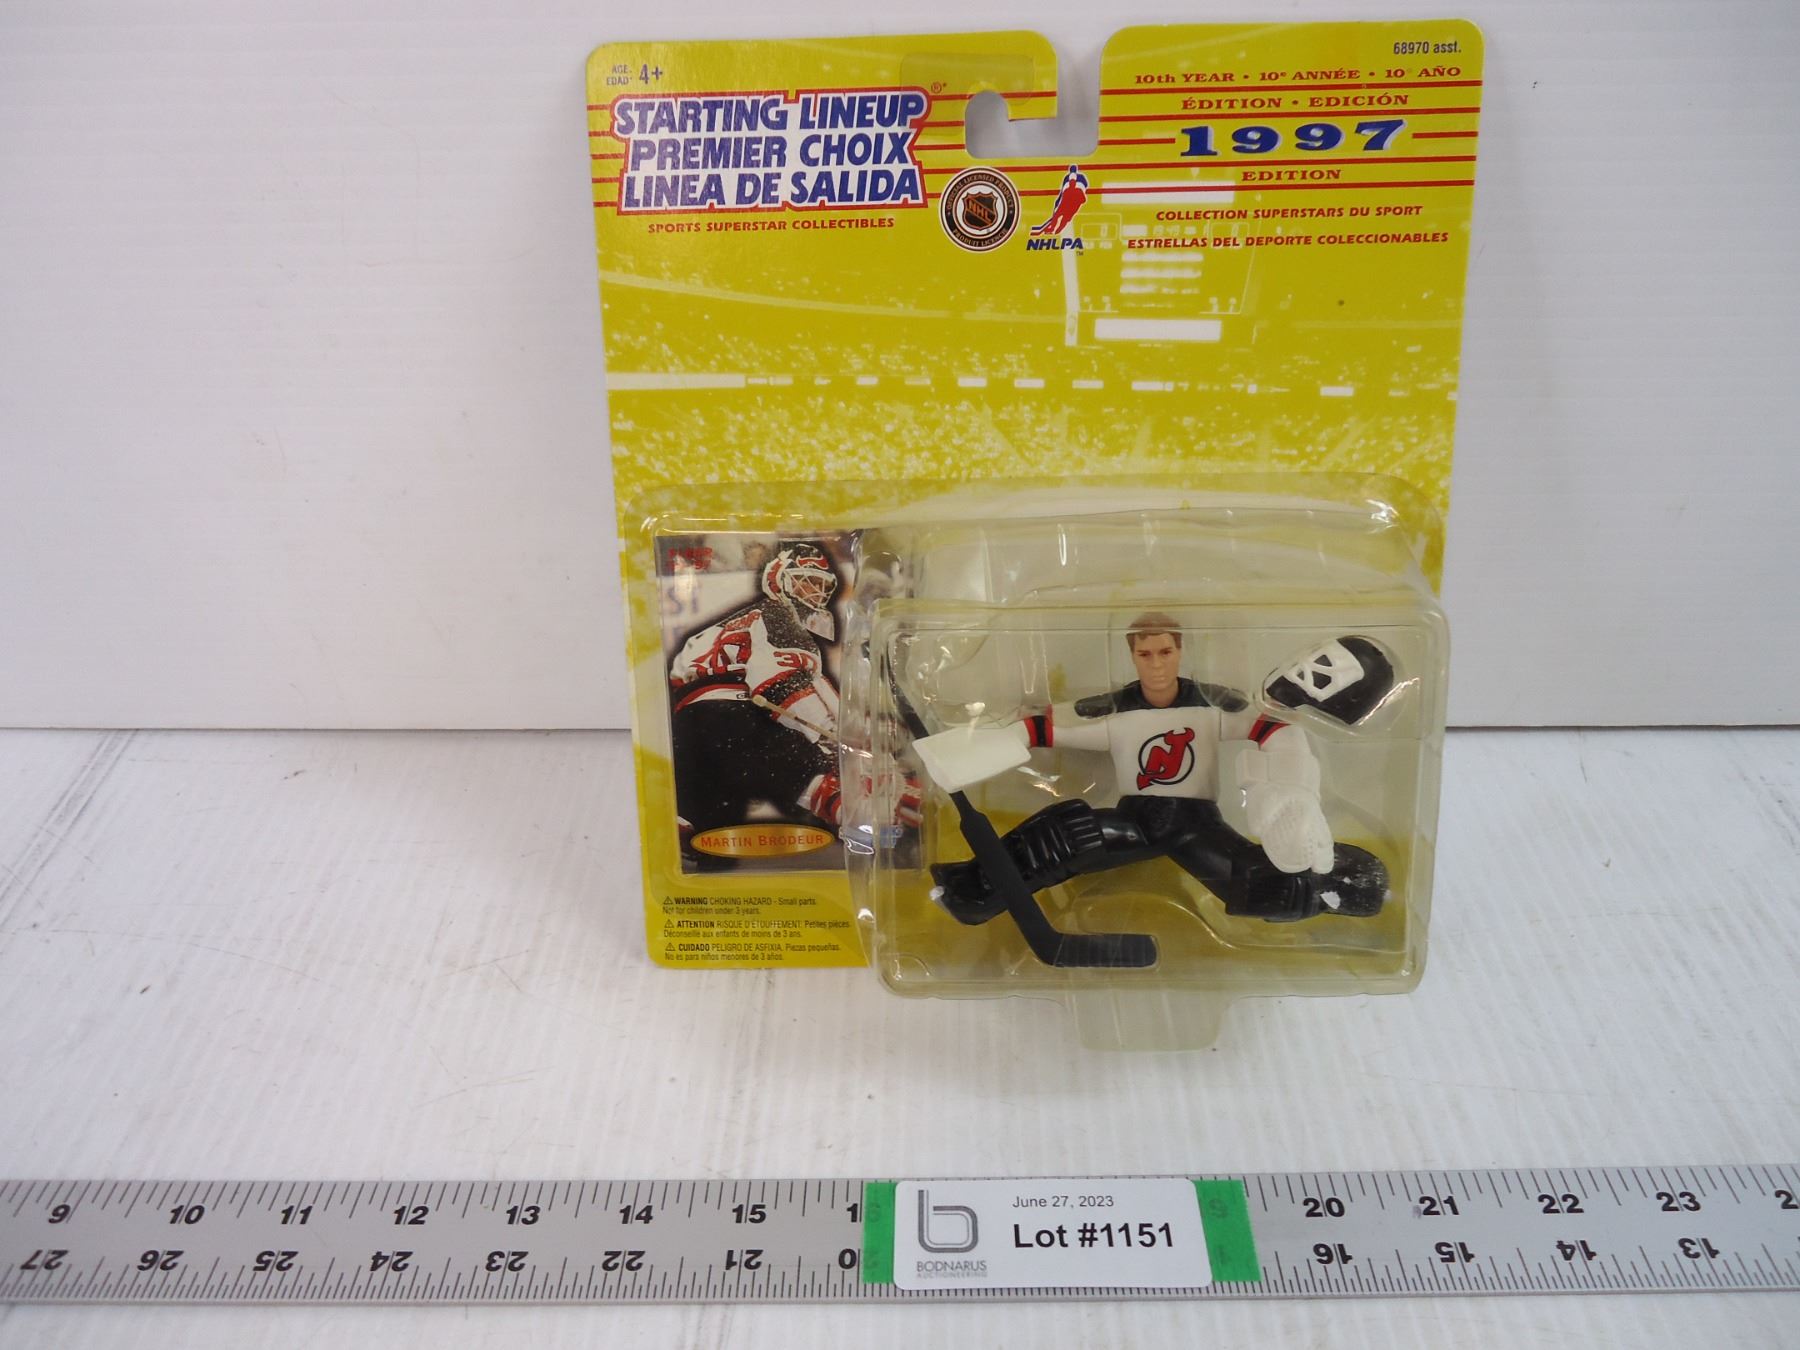 AGE- 4+
EDAD-
STARTING LINEUP®
PREMIER CHOIX
LINEA DE SALIDA
SPORTS SUPERSTAR COLLECTIBLES
NHL
NHLPA
TM
68970 asst.
10th YEAR • 10e ANNÉE • 10 AÑO
ÉDITION • EDICIÓN
1997
EDITION
COLLECTION SUPERSTARS DU SPORT
ESTRELLAS DEL DEPORTE COLECCIONABLES
30
MARTIN BRODEUR
⚠ WARNING CHOKING HAZARD - Small parts.
Not for children under 3 years.
⚠ ATTENTION RISQUE D'ÉTOUFFEMENT. Petites pièces.
Déconseillé aux enfants de moins de 3 ans.
⚠ CUIDADO PELIGRO DE ASFIXIA. Piezas pequeñas.
No es para niños menores de 3 años.
9 10 11 12 13 14 15 20 21 22 23
27 26 25 24 23 22 21 16 15 14 13
June 27, 2023
Lot #1151
BODNARUS
AUCTIONEERING